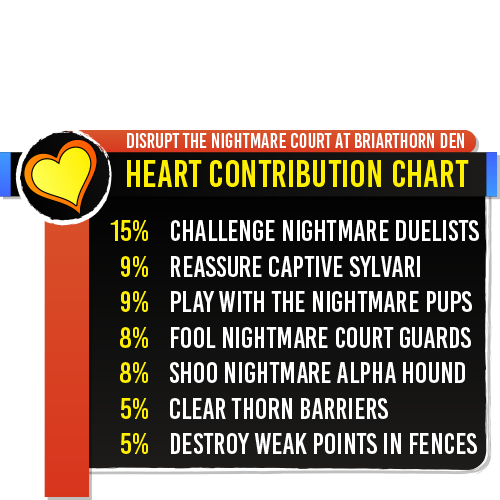 DISRUPT THE NIGHTMARE COURT AT BRIARTHORN DEN
HEART CONTRIBUTION CHART
15% CHALLENGE NIGHTMARE DUELISTS
9% REASSURE CAPTIVE SYLVARI
9% PLAY WITH THE NIGHTMARE PUPS
8% FOOL NIGHTMARE COURT GUARDS
8% SHOO NIGHTMARE ALPHA HOUND
5% CLEAR THORN BARRIERS
5% DESTROY WEAK POINTS IN FENCES